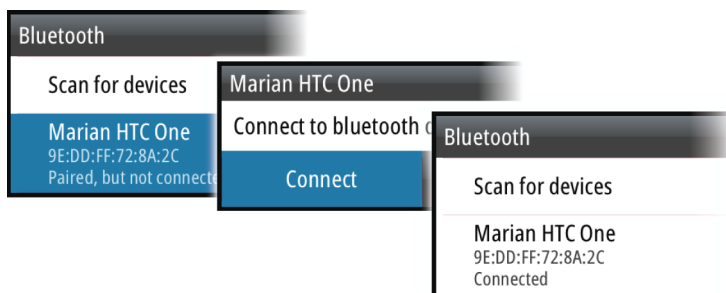 Bluetooth
Scan for devices
Marian HTC One
9E:DD:FF:72:8A:2C
Paired, but not connecte
Marian HTC One
Connect to bluetooth
Connect
Bluetooth
Scan for devices
Marian HTC One
9E:DD:FF:72:8A:2C
Connected